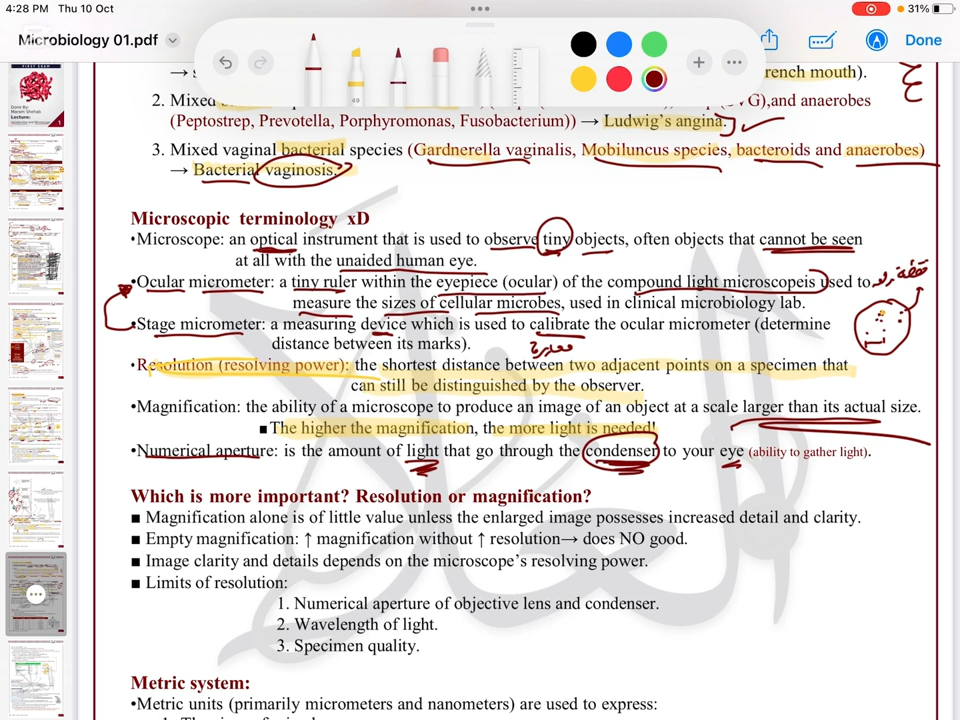 4:28 PM Thu 10 Oct
31%
Microbiology 01.pdf
Done
49
rench mouth).
2. Mixed
G),and anaerobes
(Peptostrep, Prevotella, Porphyromonas, Fusobacterium)) → Ludwig's angina.
3. Mixed vaginal bacterial species (Gardnerella vaginalis, Mobiluncus species, bacteroids and anaerobes)
→ Bacterial vaginosis.
Microscopic terminology xD
•Microscope: an optical instrument that is used to observe tiny objects, often objects that cannot be seen
at all with the unaided human eye.
•Ocular micrometer: a tiny ruler within the eyepiece (ocular) of the compound light microscopeis used to
measure the sizes of cellular microbes, used in clinical microbiology lab.
•Stage micrometer: a measuring device which is used to calibrate the ocular micrometer (determine
distance between its marks).
معايرة
•Resolution (resolving power): the shortest distance between two adjacent points on a specimen that
can still be distinguished by the observer.
•Magnification: the ability of a microscope to produce an image of an object at a scale larger than its actual size.
■The higher the magnification, the more light is needed!
•Numerical aperture: is the amount of light that go through the condenser to your eye (ability to gather light).
Which is more important? Resolution or magnification?
■ Magnification alone is of little value unless the enlarged image possesses increased detail and clarity.
■ Empty magnification: ↑ magnification without ↑ resolution→ does NO good.
■ Image clarity and details depends on the microscope's resolving power.
■ Limits of resolution:
1. Numerical aperture of objective lens and condenser.
2. Wavelength of light.
3. Specimen quality.
Metric system:
•Metric units (primarily micrometers and nanometers) are used to express: